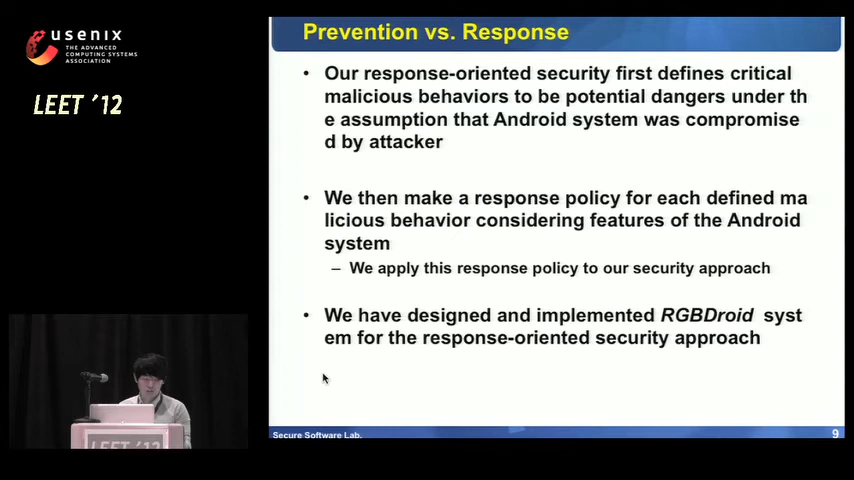 usenix
THE ADVANCED
COMPUTING SYSTEMS
ASSOCIATION
LEET '12
Prevention vs. Response
• Our response-oriented security first defines critical
malicious behaviors to be potential dangers under th
e assumption that Android system was compromise
d by attacker
• We then make a response policy for each defined ma
licious behavior considering features of the Android
system
– We apply this response policy to our security approach
• We have designed and implemented RGBDroid syst
em for the response-oriented security approach
LEET '12
Secure Software Lab.
9